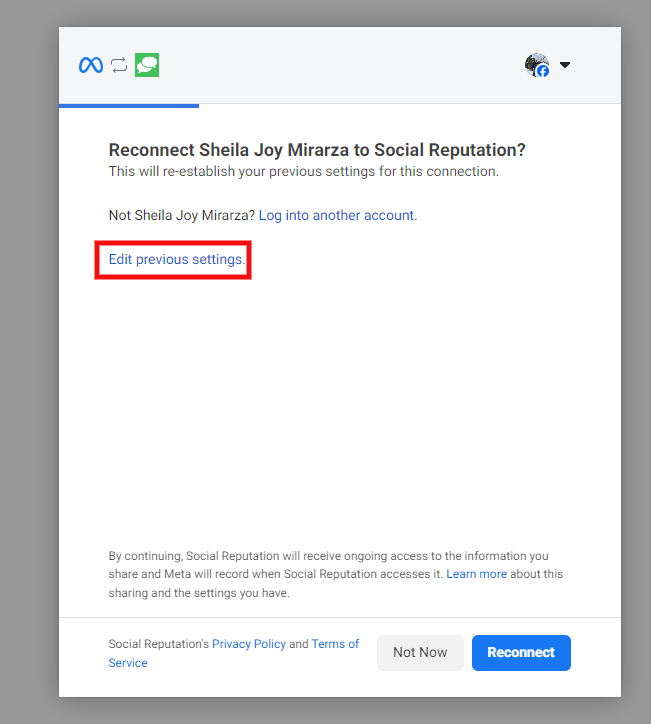 Reconnect Sheila Joy Mirarza to Social Reputation?
This will re-establish your previous settings for this connection.
Not Sheila Joy Mirarza? Log into another account.
Edit previous settings.
By continuing, Social Reputation will receive ongoing access to the information you
share and Meta will record when Social Reputation accesses it. Learn more about this
sharing and the settings you have.
Social Reputation's Privacy Policy and Terms of
Service
Not Now
Reconnect